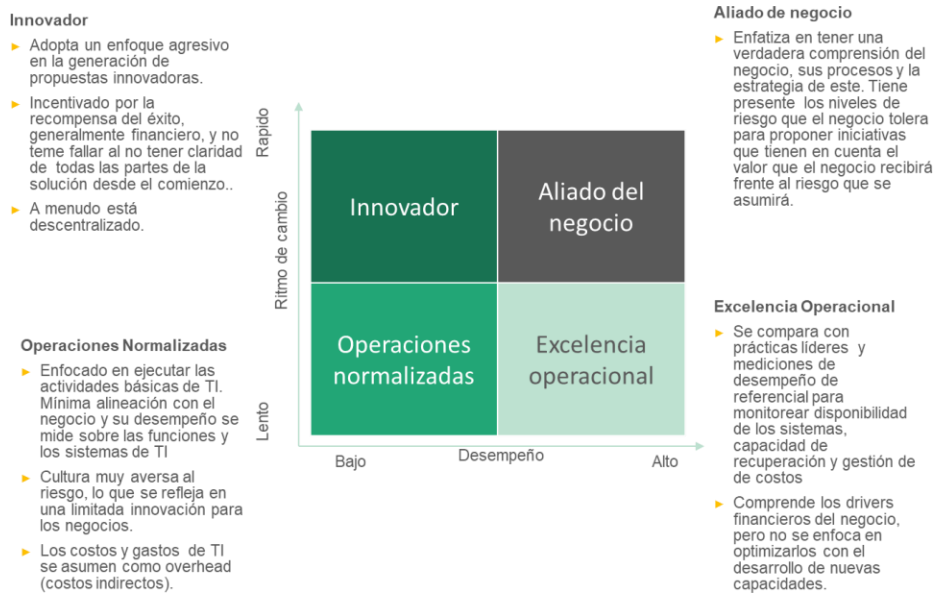 Innovador
► Adopta un enfoque agresivo
en la generación de
propuestas innovadoras.
► Incentivado por la
recompensa del éxito,
generalmente financiero, y no
teme fallar al no tener claridad
de todas las partes de la
solución desde el comienzo..
► A menudo está
descentralizado.
Aliado de negocio
► Enfatiza en tener una
verdadera comprensión del
negocio, sus procesos y la
estrategia de este. Tiene
presente los niveles de
riesgo que el negocio tolera
para proponer iniciativas
que tienen en cuenta el
valor que el negocio recibirá
frente al riesgo que se
asumirá.
Rapido
Ritmo de cambio
Lento
Innovador
Aliado del
negocio
Operaciones
normalizadas
Excelencia
operacional
Bajo
Desempeño
Alto
Operaciones Normalizadas
► Enfocado en ejecutar las
actividades básicas de TI.
Mínima alineación con el
negocio y su desempeño se
mide sobre las funciones y
los sistemas de TI
► Cultura muy aversa al
riesgo, lo que se refleja en
una limitada innovación para
los negocios.
► Los costos y gastos de TI
se asumen como overhead
(costos indirectos).
Excelencia Operacional
► Se compara con
prácticas líderes y
mediciones de
desempeño de
referencial para
monitorear disponibilidad
de los sistemas,
capacidad de
recuperación y gestión de
de costos
► Comprende los drivers
financieros del negocio,
pero no se enfoca en
optimizarlos con el
desarrollo de nuevas
capacidades.